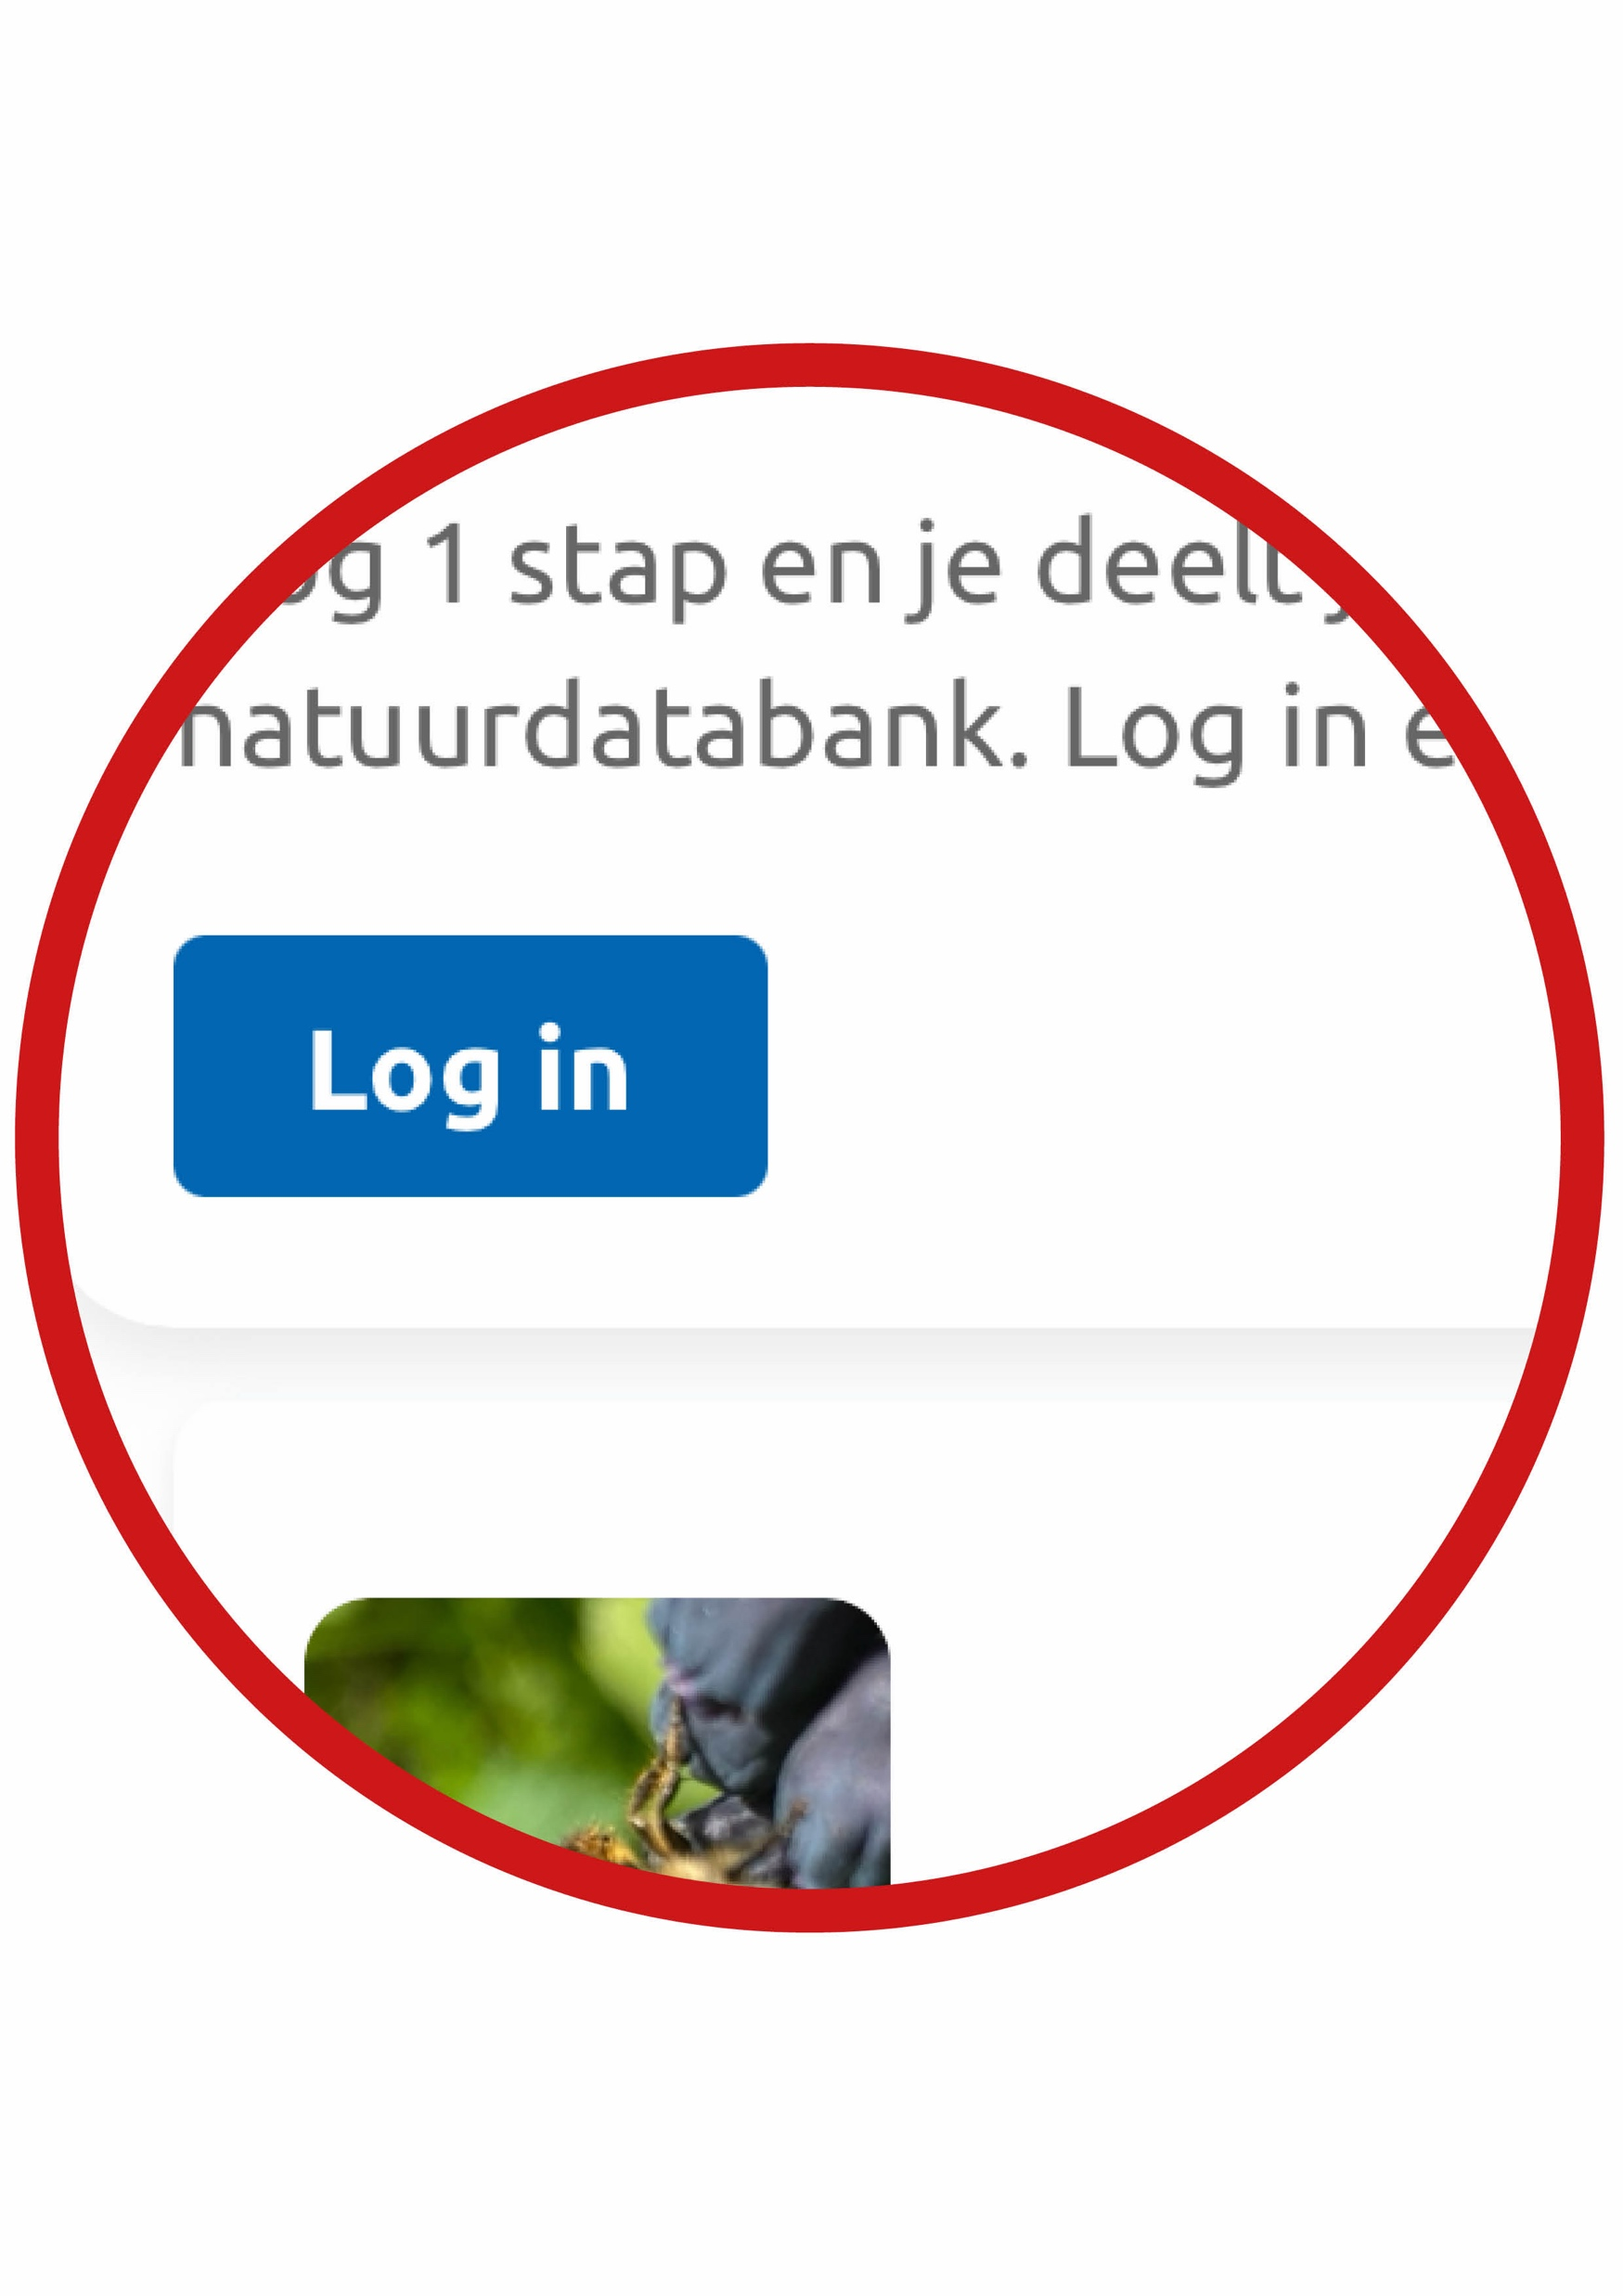 1 stap en je deelt
natuurdatabank. Log in
Log in